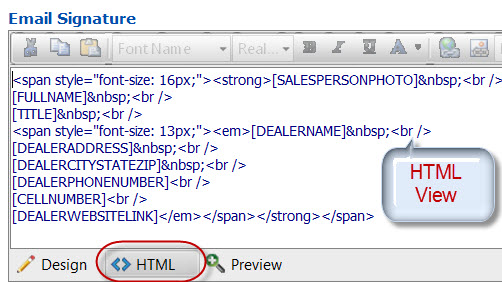 Email Signature
Font Name Real... B I U A
<span style="font-size: 16px;"><strong>[SALESPERSONPHOTO]&nbsp;<br />
[FULLNAME]&nbsp;<br />
[TITLE]&nbsp;<br />
<span style="font-size: 13px;"><em>[DEALERNAME]&nbsp;<br />
[DEALERADDRESS]&nbsp;<br />
[DEALERCITYSTATEZIP]&nbsp;<br />
[DEALERPHONENUMBER]<br />
[CELLNUMBER]<br />
[DEALERWEBSITELINK]</em></span></strong></span>
HTML
View
Design HTML Preview